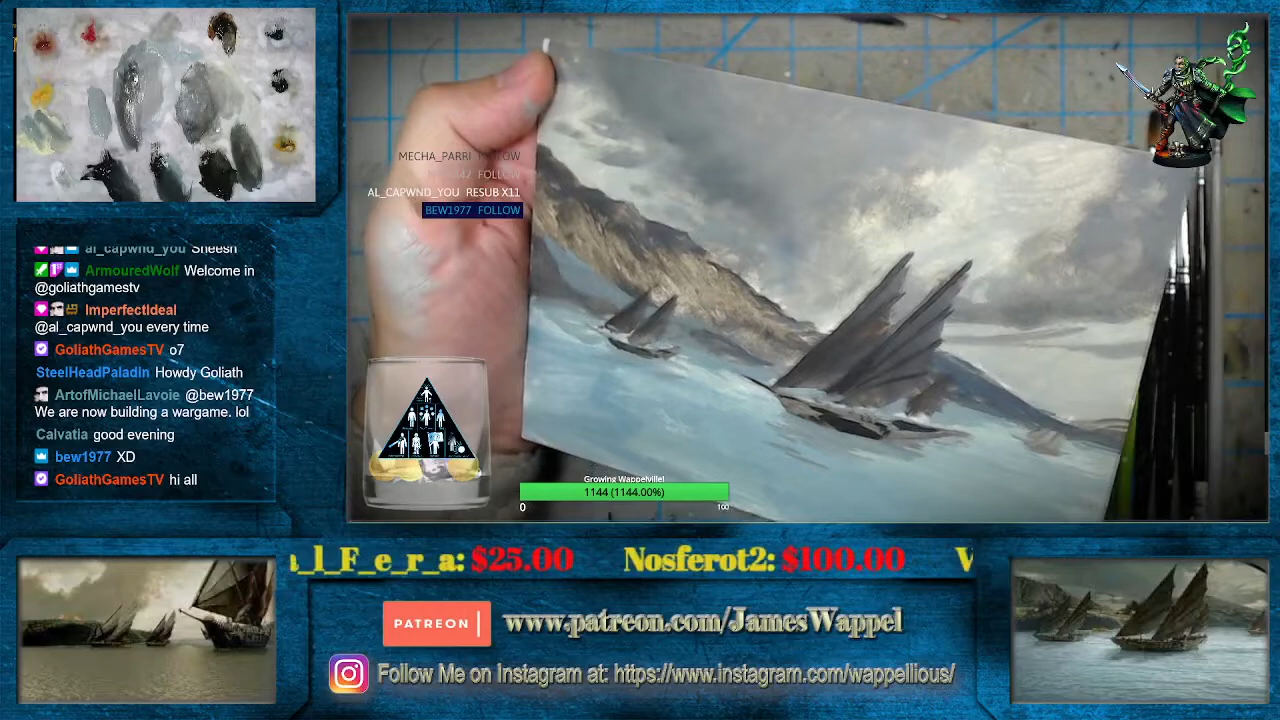 MECHA_PARRI FOLLOW
FOLLOW
AL_CAPWND_YOU RESUB X11
BEW1977 FOLLOW
al_capwnd_you Sheesh
ArmouredWolf Welcome in
@goliathgamestv
ImperfectIdeal
@al_capwnd_you every time
GoliathGamesTV o7
SteelHeadPaladin Howdy Goliath
ArtofMichaelLavoie @bew1977
We are now building a wargame. lol
Calvatia good evening
bew1977 XD
GoliathGamesTV hi all
Growing Wappelville!
1144 (1144.00%)
0 100
_l_F_e_r_a: $25.00 Nosferot2: $100.00 V
PATREON www.patreon.com/JamesWappel
Follow Me on Instagram at: https://www.instagram.com/wappellious/